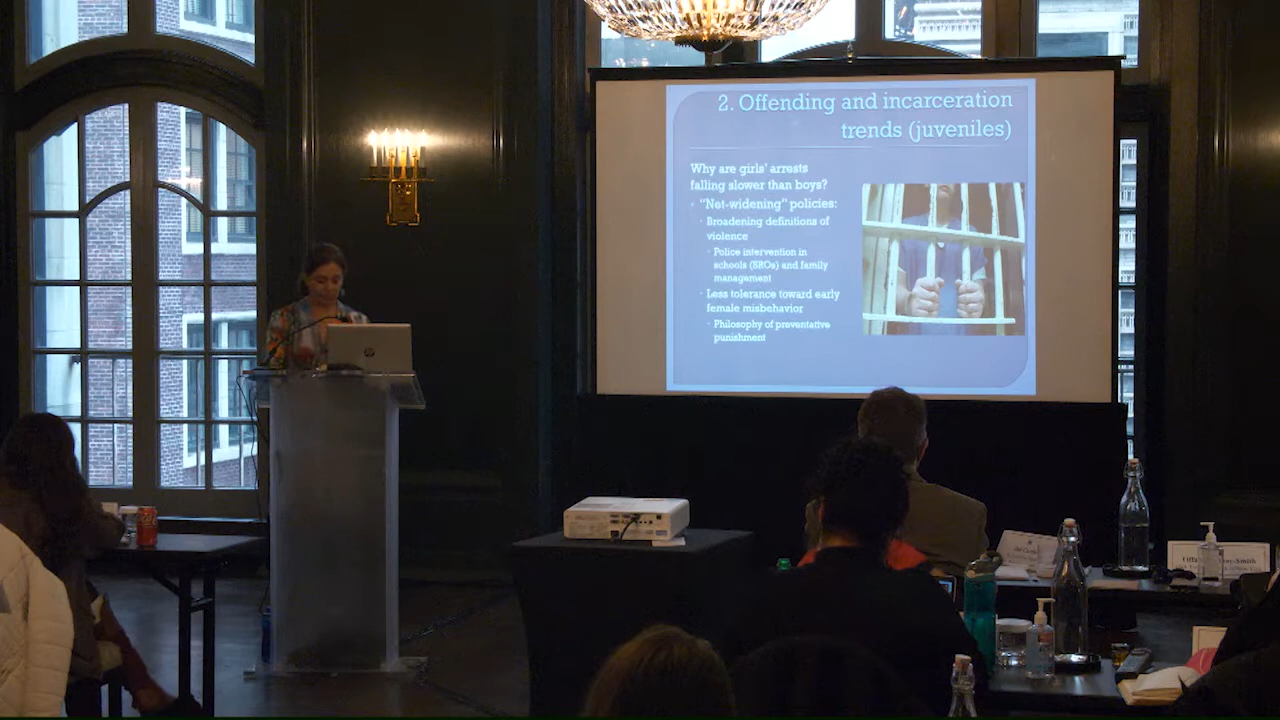 2. Offending and incarceration
trends (juveniles)
Why are girls' arrests
falling slower than boys?
"Net-widening" policies:
Broadening definitions of
violence
Police intervention in
schools (SROs) and family
management
Less tolerance toward early
female misbehavior
Philosophy of preventative
punishment
hp